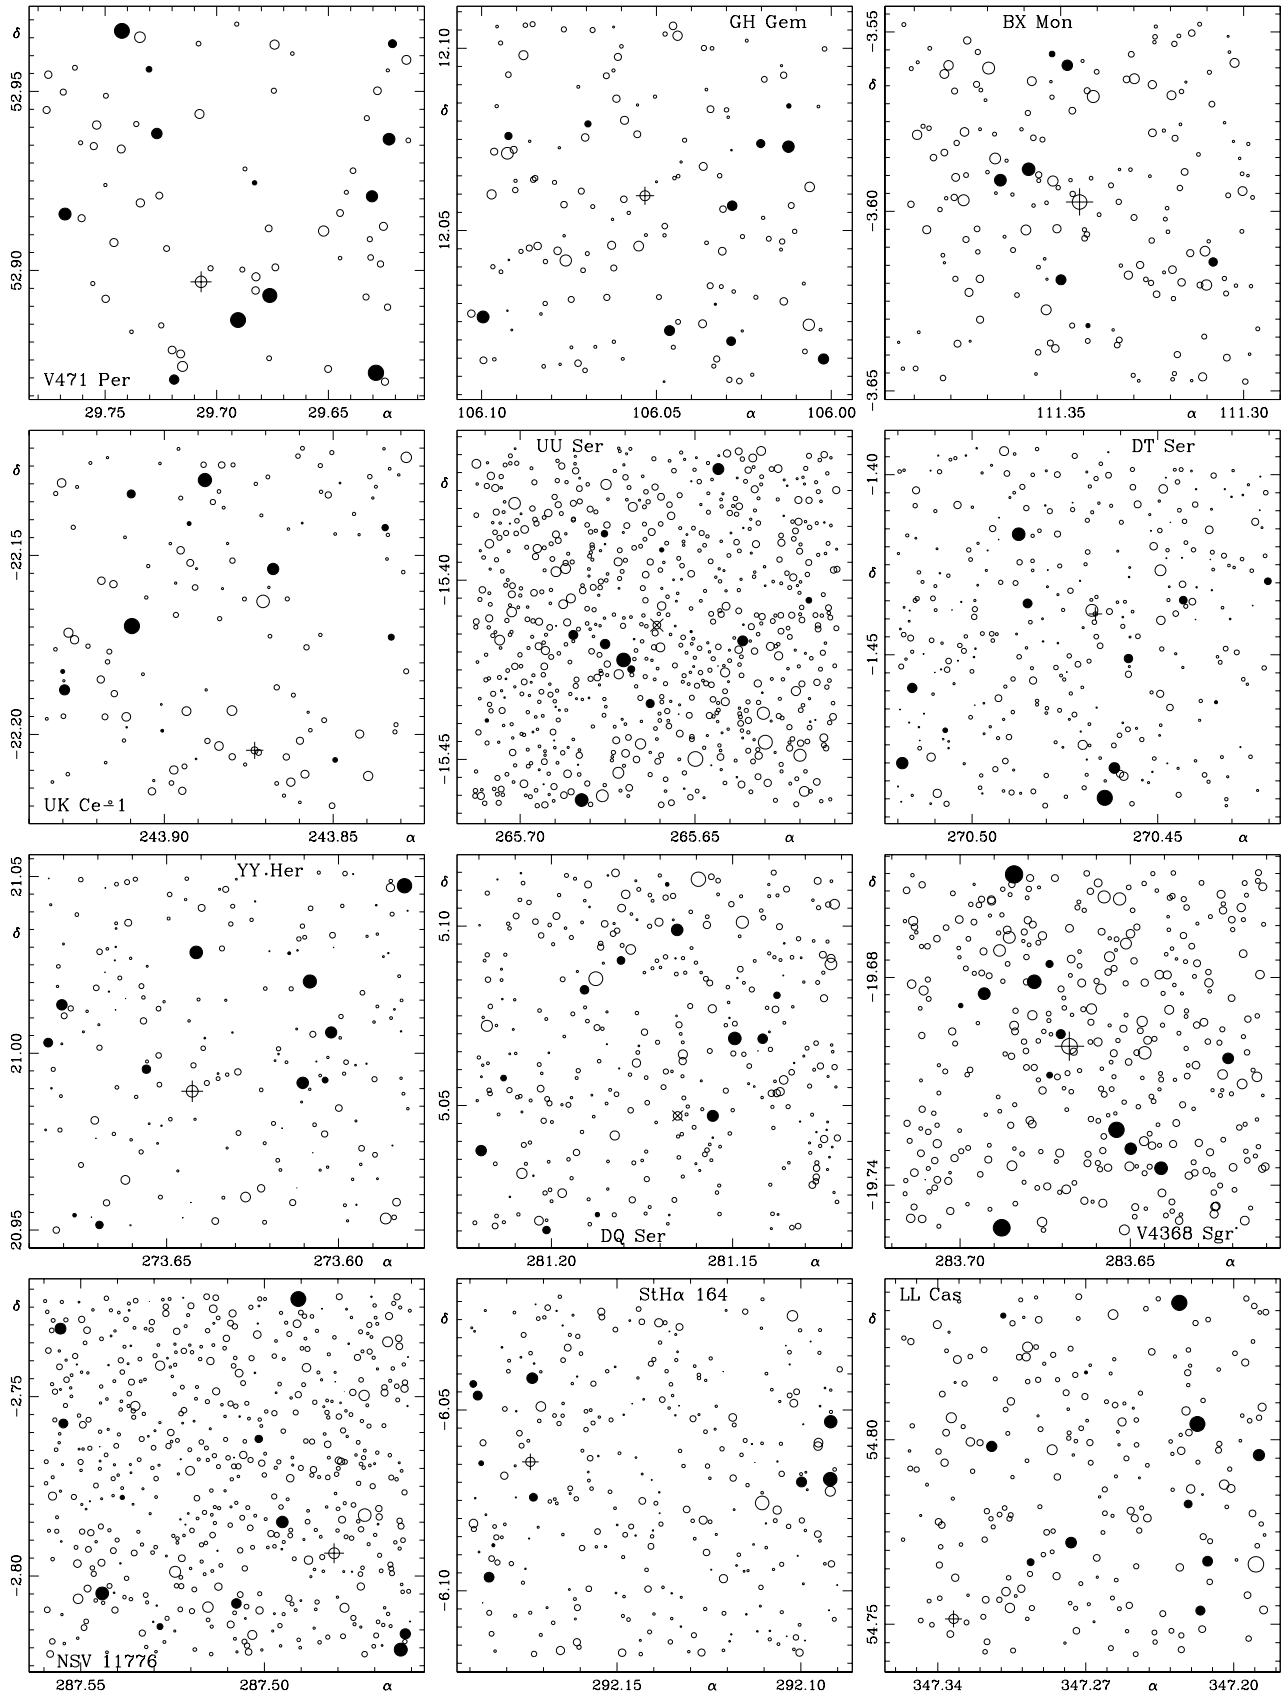 V471 Per
δ
52.95
52.90
29.75 29.70 29.65 α
GH Gem
12.10
δ
12.05
106.10 106.05 106.00
α
BX Mon
−3.55
δ
−3.60
−3.65
111.35 α 111.30
UK Ce−1
δ
−22.15
−22.20
243.90 243.85 α
UU Ser
δ
−15.40
−15.45
265.70 265.65 α
DT Ser
−1.40
δ
−1.45
270.50 270.45 α
YY Her
21.05
δ
21.00
20.95
273.65 273.60 α
DQ Ser
δ
5.10
5.05
281.20 281.15 α
V4368 Sgr
δ
−19.68
−19.74
283.70 283.65 α
NSV 11776
δ
−2.75
−2.80
287.55 287.50 α
StHα 164
δ
−6.05
−6.10
292.15 α 292.10
LL Cas
δ
54.80
54.75
347.34 347.27 α 347.20